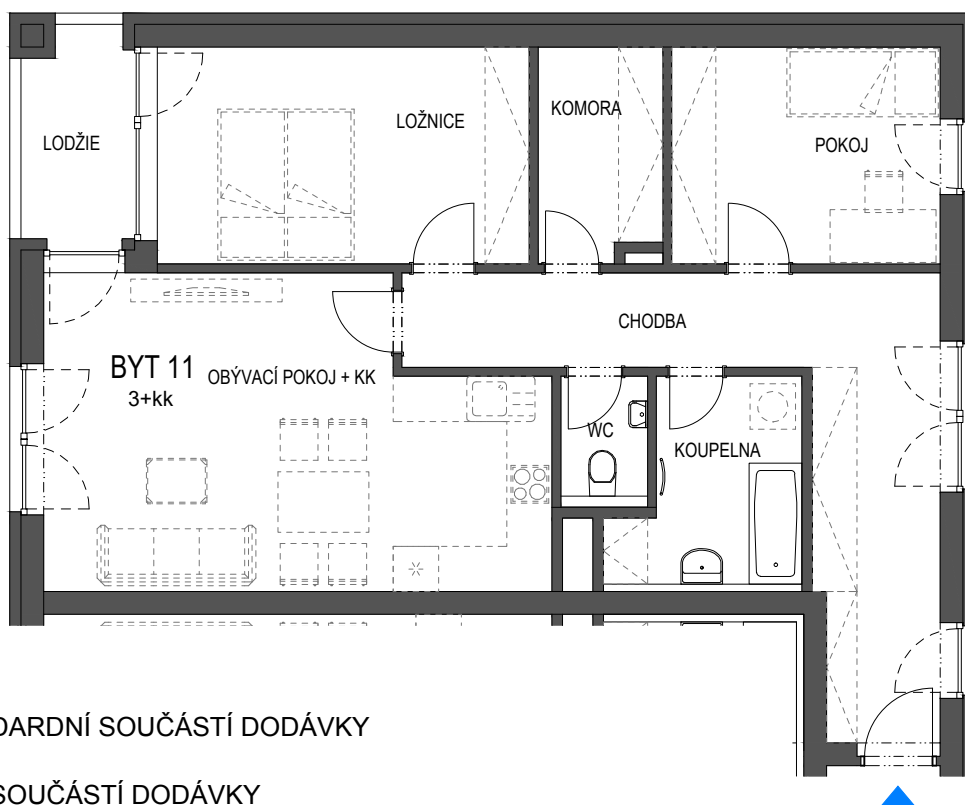 LODŽIE
LOŽNICE
KOMORA
POKOJ
CHODBA
BYT 11
3+kk
OBÝVACÍ POKOJ + KK
WC
KOUPELNA
DARDNÍ SOUČÁSTÍ DODÁVKY
SOUČÁSTÍ DODÁVKY